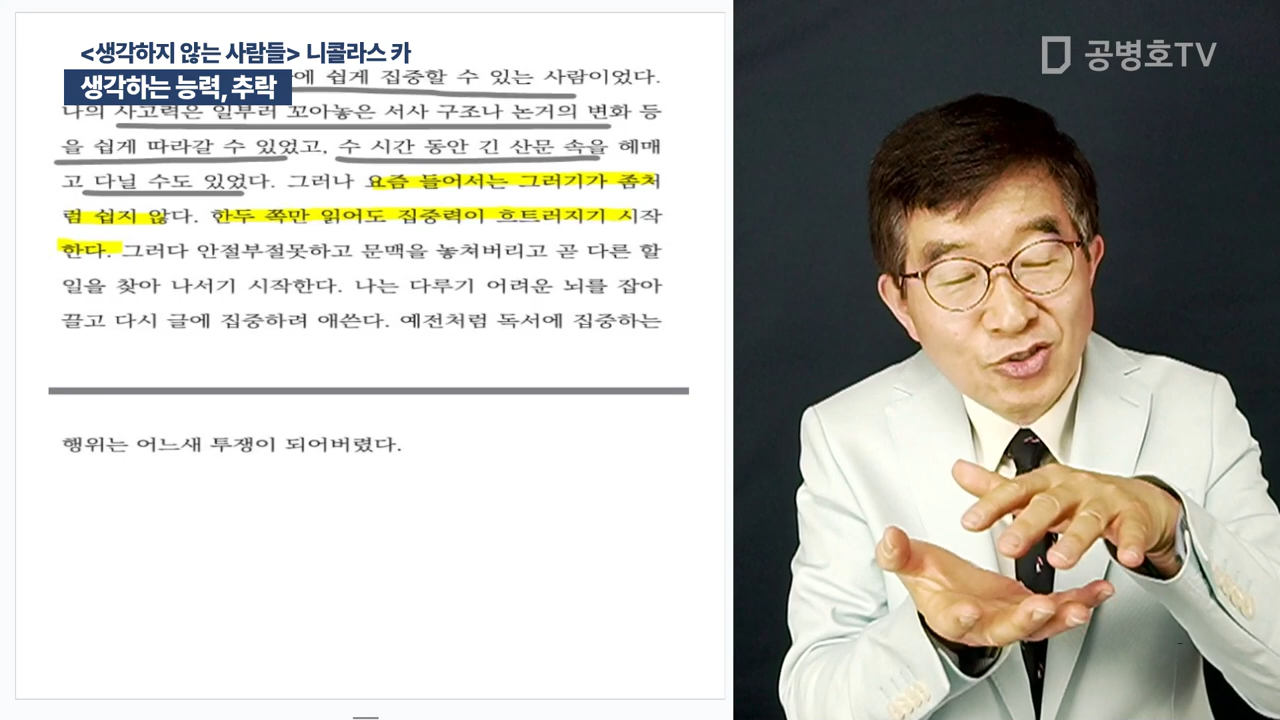 <생각하지 않는 사람들> 니콜라스 카
생각하는 능력, 추락
에 쉽게 집중할 수 있는 사람이었다.
나의 사고력은 일부러 꼬아놓은 서사 구조나 논거의 변화 등
을 쉽게 따라갈 수 있었고, 수 시간 동안 긴 산문 속을 헤매
고 다닐 수도 있었다. 그러나 요즘 들어서는 그러기가 좀처
럼 쉽지 않다. 한두 쪽만 읽어도 집중력이 흐트러지기 시작
한다. 그러다 안절부절못하고 문맥을 놓쳐버리고 곧 다른 할
일을 찾아 나서기 시작한다. 나는 다루기 어려운 뇌를 잡아
끌고 다시 글에 집중하려 애쓴다. 예전처럼 독서에 집중하는
행위는 어느새 투쟁이 되어버렸다.
공병호TV